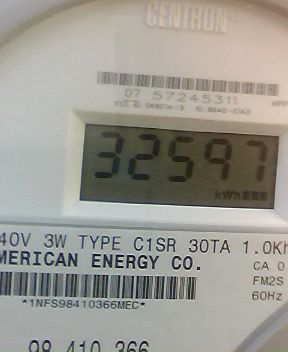 CENTRON
07 57245311
32597
kWh
40V 3W TYPE C1SR 30TA 1.0Kh
MERICAN ENERGY CO.
CA 0
FM2S
60Hz
*1NFS98410366MEC*
98 410 366